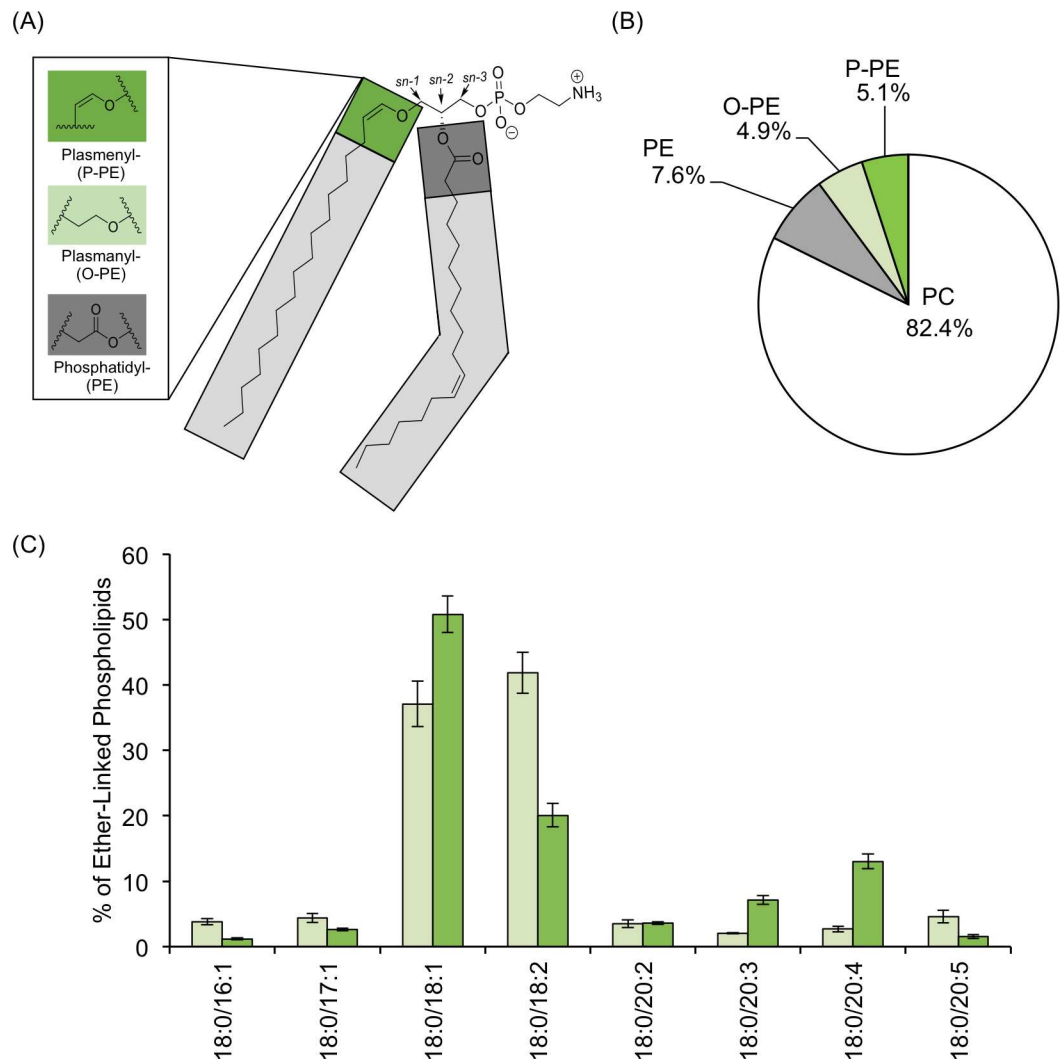 (A)
O
Plasmenyl-
(P-PE)
O
Plasmanyl-
(O-PE)
O
O
Phosphatidyl-
(PE)
sn-1 sn-2 sn-3
O
O
O
P
O
O⊖
⊕
NH3
O
O
(B)
P-PE
5.1%
O-PE
4.9%
PE
7.6%
PC
82.4%
(C)
% of Ether-Linked Phospholipids
60
50
40
30
20
10
0
18:0/16:1
18:0/17:1
18:0/18:1
18:0/18:2
18:0/20:2
18:0/20:3
18:0/20:4
18:0/20:5